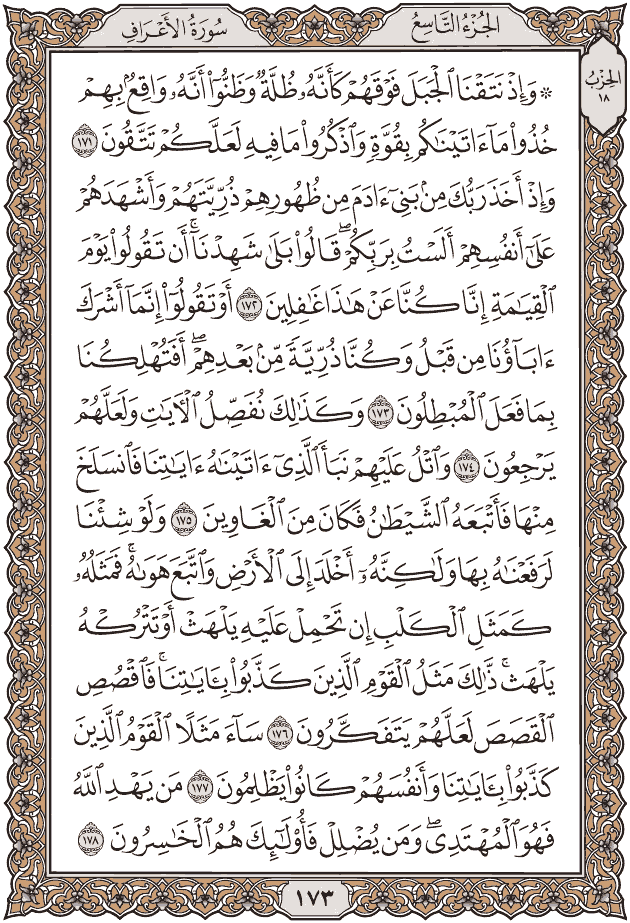 الجُزْءُ التَّاسِعُ
سُورَةُ الأَعْرَافِ
الحِزْبُ
١٨
۞ وَإِذْ نَتَقْنَا ٱلْجَبَلَ فَوْقَهُمْ كَأَنَّهُۥ ظُلَّةٌ وَظَنُّوٓا۟ أَنَّهُۥ وَاقِعٌۢ بِهِمْ
خُذُوا۟ مَآ ءَاتَيْنَـٰكُم بِقُوَّةٍ وَٱذْكُرُوا۟ مَا فِيهِ لَعَلَّكُمْ تَتَّقُونَ ١٧١
وَإِذْ أَخَذَ رَبُّكَ مِنۢ بَنِىٓ ءَادَمَ مِن ظُهُورِهِمْ ذُرِّيَّتَهُمْ وَأَشْهَدَهُمْ
عَلَىٰٓ أَنفُسِهِمْ أَلَسْتُ بِرَبِّكُمْ ۖ قَالُوا۟ بَلَىٰ شَهِدْنَآ ۚ أَن تَقُولُوا۟ يَوْمَ
ٱلْقِيَـٰمَةِ إِنَّا كُنَّا عَنْ هَـٰذَا غَـٰفِلِينَ ١٧٢ أَوْ تَقُولُوٓا۟ إِنَّمَآ أَشْرَكَ
ءَابَآؤُنَا مِن قَبْلُ وَكُنَّا ذُرِّيَّةً مِّنۢ بَعْدِهِمْ ۖ أَفَتُهْلِكُنَا
بِمَا فَعَلَ ٱلْمُبْطِلُونَ ١٧٣ وَكَذَٰلِكَ نُفَصِّلُ ٱلْـَٔايَـٰتِ وَلَعَلَّهُمْ
يَرْجِعُونَ ١٧٤ وَٱتْلُ عَلَيْهِمْ نَبَأَ ٱلَّذِىٓ ءَاتَيْنَـٰهُ ءَايَـٰتِنَا فَٱنسَلَخَ
مِنْهَا فَأَتْبَعَهُ ٱلشَّيْطَـٰنُ فَكَانَ مِنَ ٱلْغَاوِينَ ١٧٥ وَلَوْ شِئْنَا
لَرَفَعْنَـٰهُ بِهَا وَلَـٰكِنَّهُۥٓ أَخْلَدَ إِلَى ٱلْأَرْضِ وَٱتَّبَعَ هَوَىٰهُ ۚ فَمَثَلُهُۥ
كَمَثَلِ ٱلْكَلْبِ إِن تَحْمِلْ عَلَيْهِ يَلْهَثْ أَوْ تَتْرُكْهُ
يَلْهَث ۚ ذَّٰلِكَ مَثَلُ ٱلْقَوْمِ ٱلَّذِينَ كَذَّبُوا۟ بِـَٔايَـٰتِنَا ۚ فَٱقْصُصِ
ٱلْقَصَصَ لَعَلَّهُمْ يَتَفَكَّرُونَ ١٧٦ سَآءَ مَثَلًا ٱلْقَوْمُ ٱلَّذِينَ
كَذَّبُوا۟ بِـَٔايَـٰتِنَا وَأَنفُسَهُمْ كَانُوا۟ يَظْلِمُونَ ١٧٧ مَن يَهْدِ ٱللَّهُ
فَهُوَ ٱلْمُهْتَدِى ۖ وَمَن يُضْلِلْ فَأُو۟لَـٰٓئِكَ هُمُ ٱلْخَـٰسِرُونَ ١٧٨
١٧٣